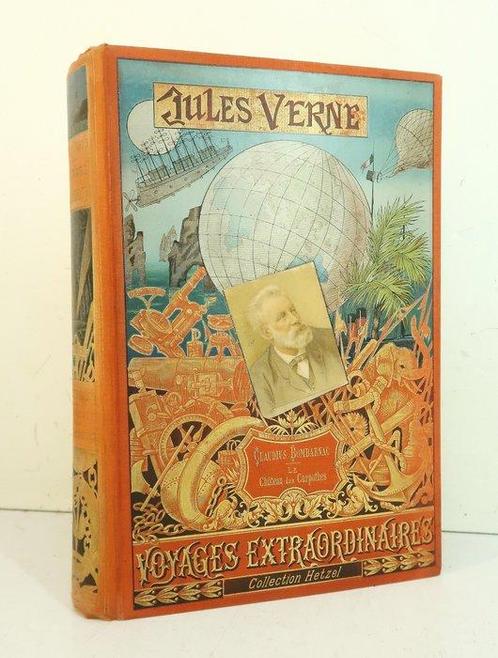 JULES VERNE
CLAUDIUS BOMBARNAC
LE
Château des Carpathes
VOYAGES EXTRAORDINAIRES
Collection Hetzel